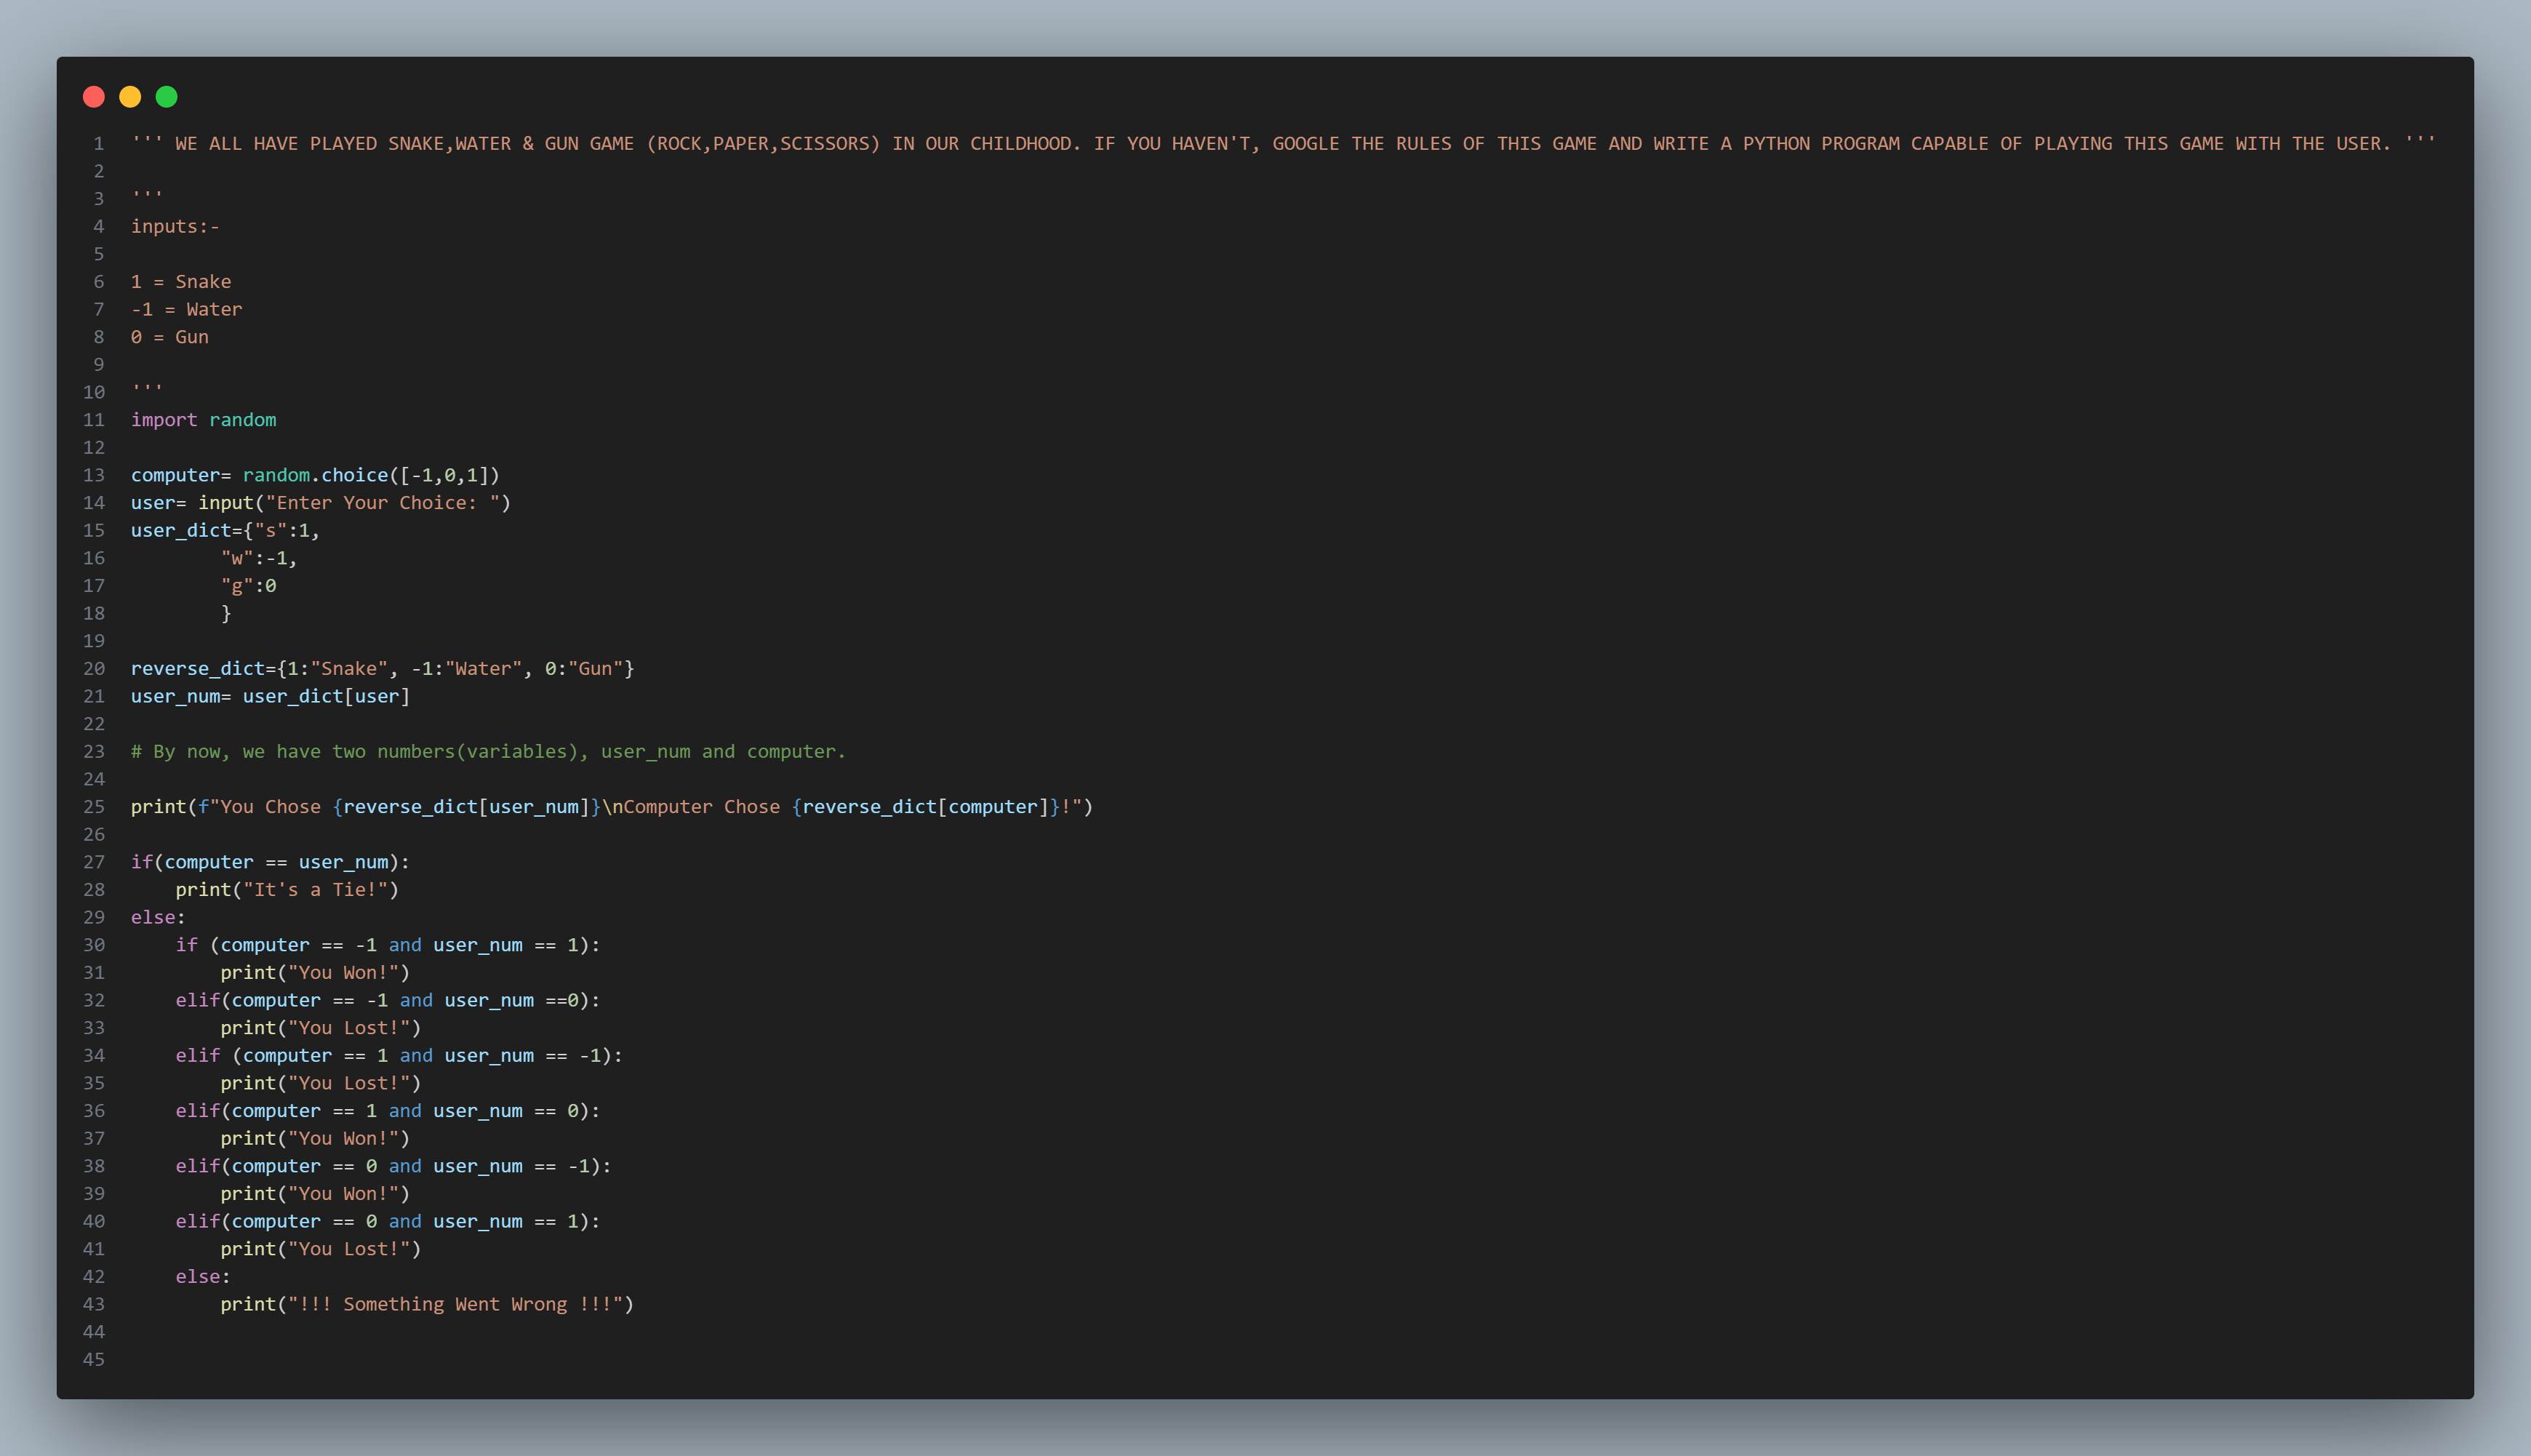 1 ''' WE ALL HAVE PLAYED SNAKE,WATER & GUN GAME (ROCK,PAPER,SCISSORS) IN OUR CHILDHOOD. IF YOU HAVEN'T, GOOGLE THE RULES OF THIS GAME AND WRITE A PYTHON PROGRAM CAPABLE OF PLAYING THIS GAME WITH THE USER. '''
2
3 '''
4 inputs:-
5
6 1 = Snake
7 -1 = Water
8 0 = Gun
9
10 '''
11 import random
12
13 computer= random.choice([-1,0,1])
14 user= input("Enter Your Choice: ")
15 user_dict={"s":1,
16         "w":-1,
17         "g":0
18         }
19
20 reverse_dict={1:"Snake", -1:"Water", 0:"Gun"}
21 user_num= user_dict[user]
22
23 # By now, we have two numbers(variables), user_num and computer.
24
25 print(f"You Chose {reverse_dict[user_num]}\nComputer Chose {reverse_dict[computer]}!")
26
27 if(computer == user_num):
28     print("It's a Tie!")
29 else:
30     if (computer == -1 and user_num == 1):
31         print("You Won!")
32     elif(computer == -1 and user_num ==0):
33         print("You Lost!")
34     elif (computer == 1 and user_num == -1):
35         print("You Lost!")
36     elif(computer == 1 and user_num == 0):
37         print("You Won!")
38     elif(computer == 0 and user_num == -1):
39         print("You Won!")
40     elif(computer == 0 and user_num == 1):
41         print("You Lost!")
42     else:
43         print("!!! Something Went Wrong !!!")
44
45